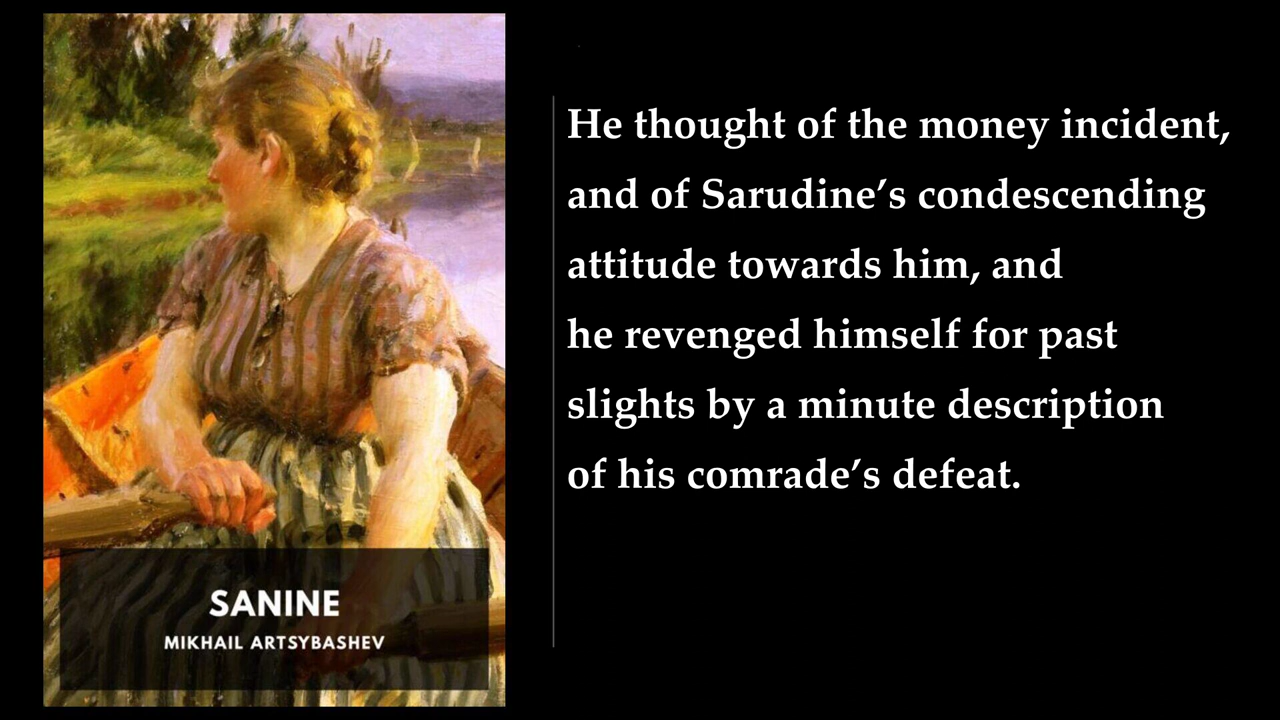 He thought of the money incident,
and of Sarudine’s condescending
attitude towards him, and
he revenged himself for past
slights by a minute description
of his comrade’s defeat.
SANINE
MIKHAIL ARTSYBASHEV